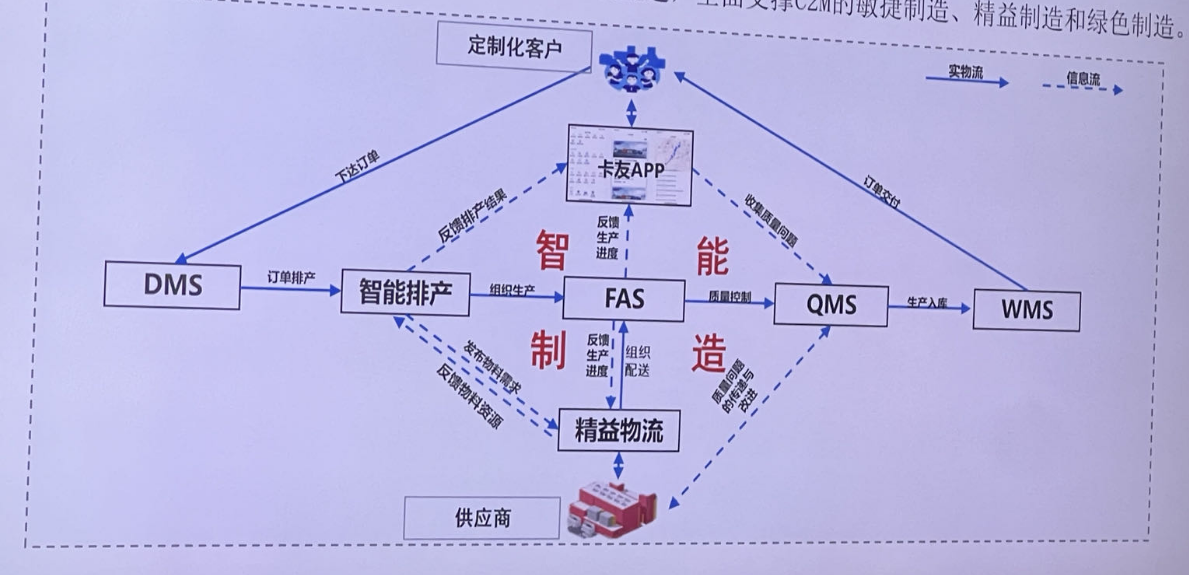 全面支撑C2M的敏捷制造、精益制造和绿色制造。
定制化客户
实物流
信息流
下达订单
卡友APP
订单交付
反馈排产结果
反馈
生产
进度
收集质量问题
智
能
DMS
订单排产
智能排产
组织生产
FAS
质量控制
QMS
生产入库
WMS
制
造
发布物料需求
反馈物料资源
反馈
生产
进度
组织
配送
质量问题
的传递与
改进
精益物流
供应商